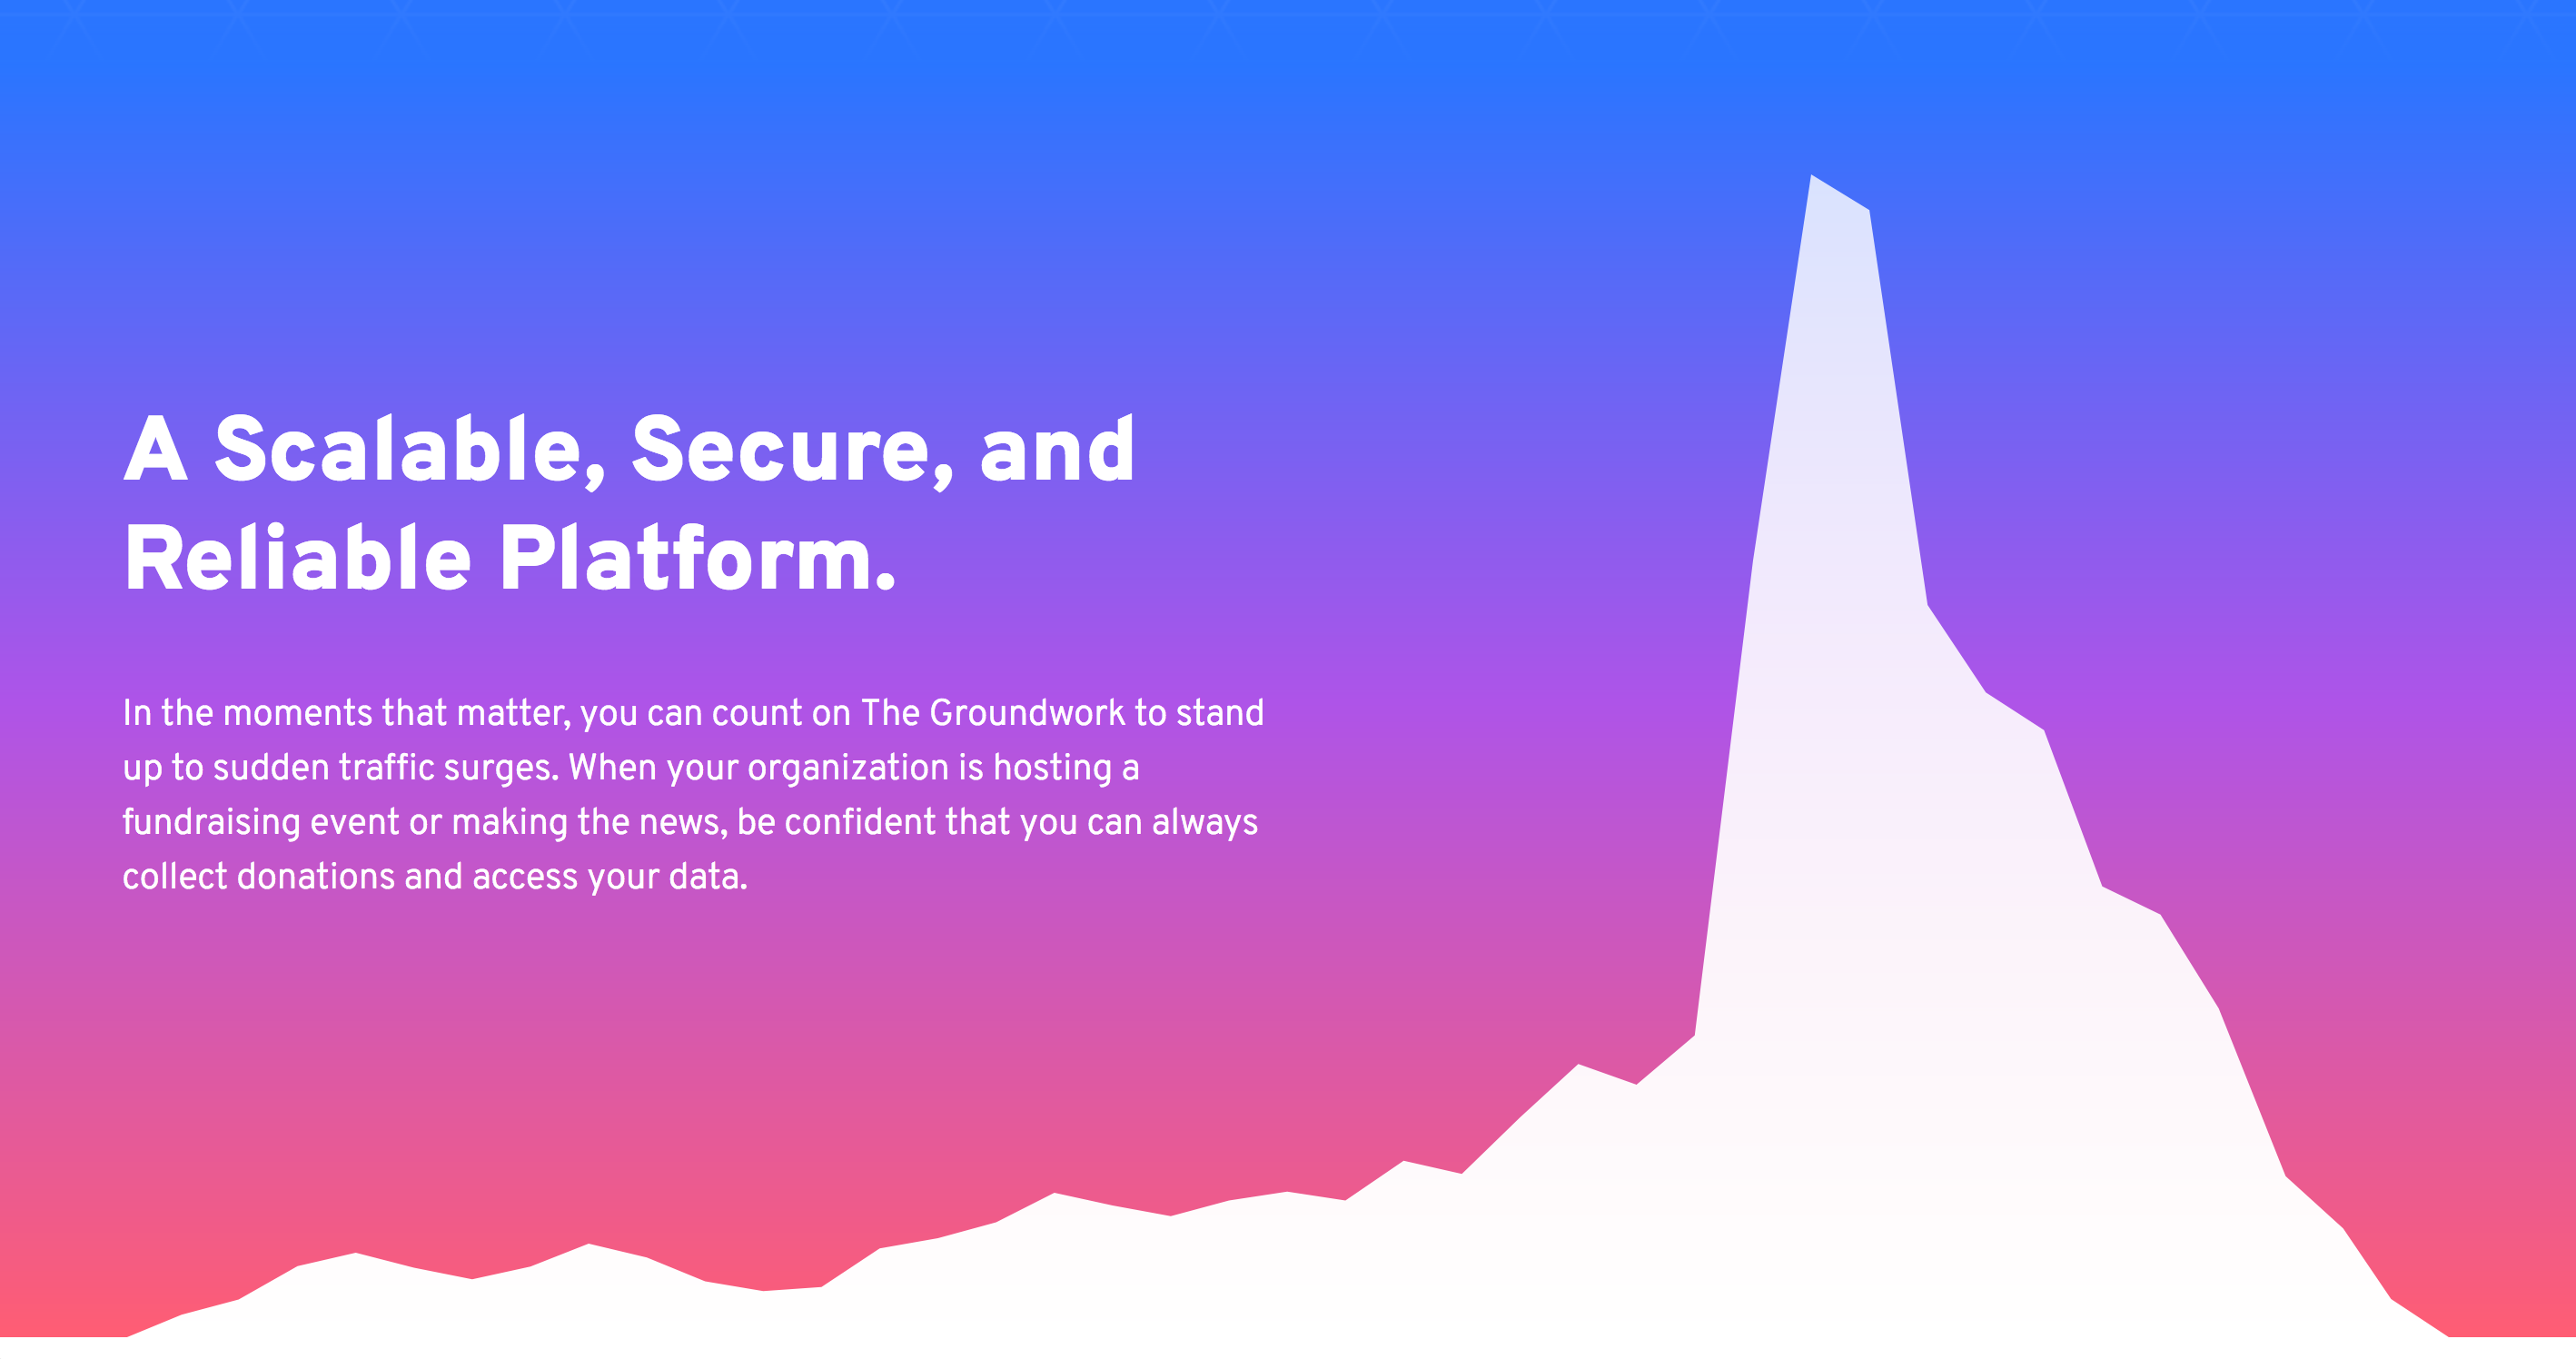 A Scalable, Secure, and
Reliable Platform.
In the moments that matter, you can count on The Groundwork to stand
up to sudden traffic surges. When your organization is hosting a
fundraising event or making the news, be confident that you can always
collect donations and access your data.